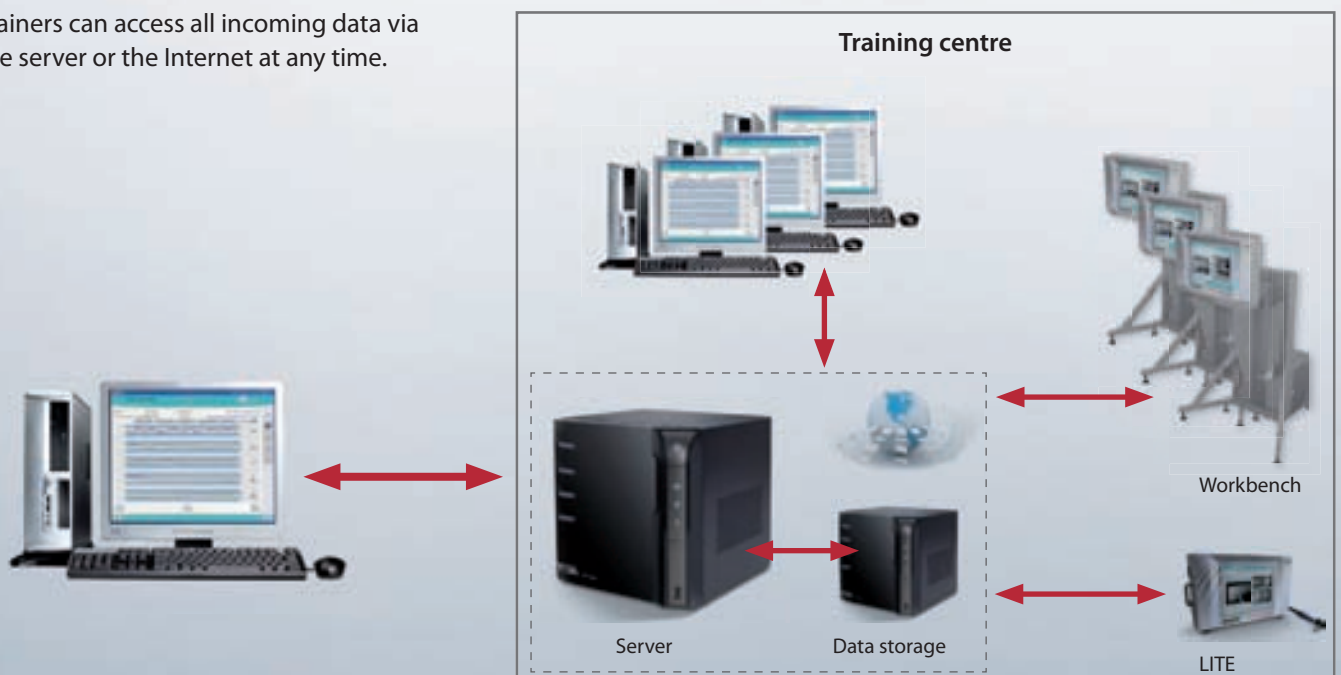 ainers can access all incoming data via
e server or the Internet at any time.
Training centre
Workbench
Server
Data storage
LITE